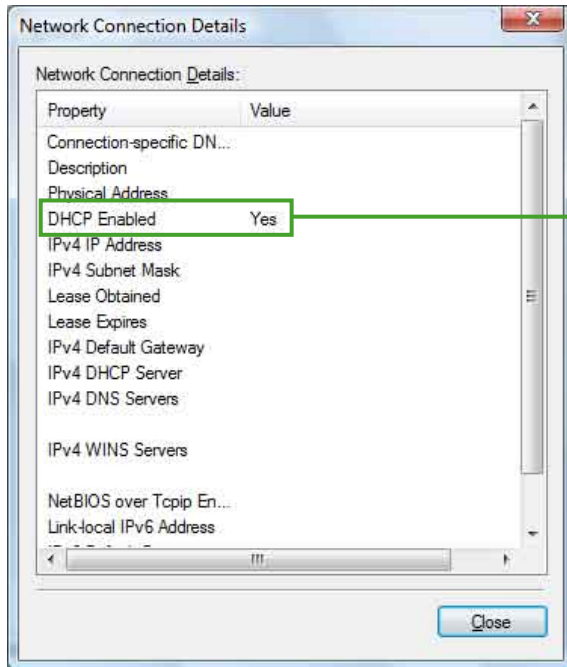 Network Connection Details
Network Connection Details:
Property Value
Connection-specific DN...
Description
Physical Address
DHCP Enabled Yes
IPv4 IP Address
IPv4 Subnet Mask
Lease Obtained
Lease Expires
IPv4 Default Gateway
IPv4 DHCP Server
IPv4 DNS Servers
IPv4 WINS Servers
NetBIOS over Tcpip En...
Link-local IPv6 Address
Close